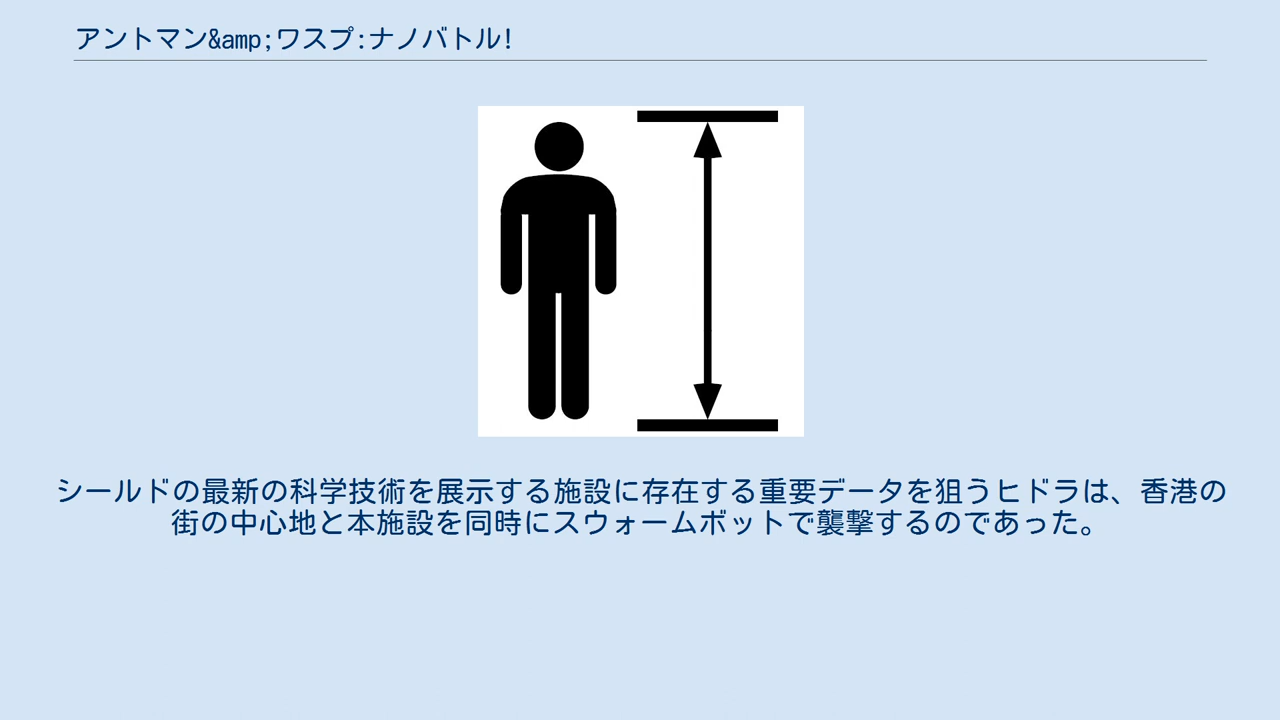 アントマン&amp;ワスプ:ナノバトル!
シールドの最新の科学技術を展示する施設に存在する重要データを狙うヒドラは、香港の
街の中心地と本施設を同時にスウォームボットで襲撃するのであった。